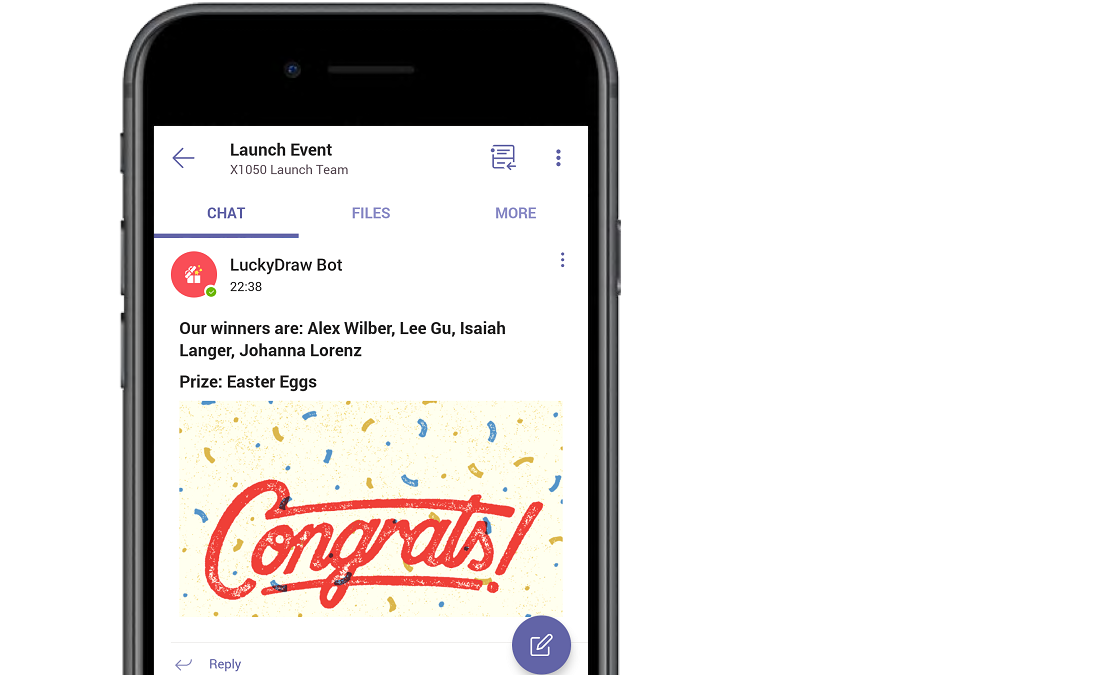 Launch Event
X1050 Launch Team
CHAT FILES MORE
LuckyDraw Bot
22:38
Our winners are: Alex Wilber, Lee Gu, Isaiah
Langer, Johanna Lorenz
Prize: Easter Eggs
Congrats!
Reply